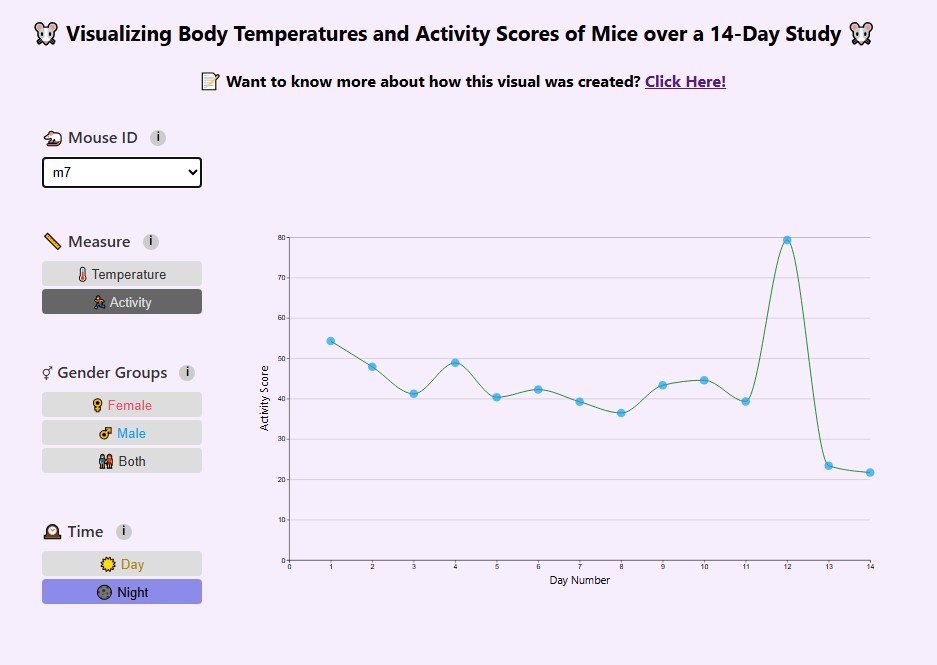 Visualizing Body Temperatures and Activity Scores of Mice over a 14-Day Study
Want to know more about how this visual was created? Click Here!
Mouse ID i
m7
Measure i
Temperature
Activity
Gender Groups i
Female
Male
Both
Time i
Day
Night
80
70
60
50
40
30
20
10
0
Activity Score
0 1 2 3 4 5 6 7 8 9 10 11 12 13 14
Day Number